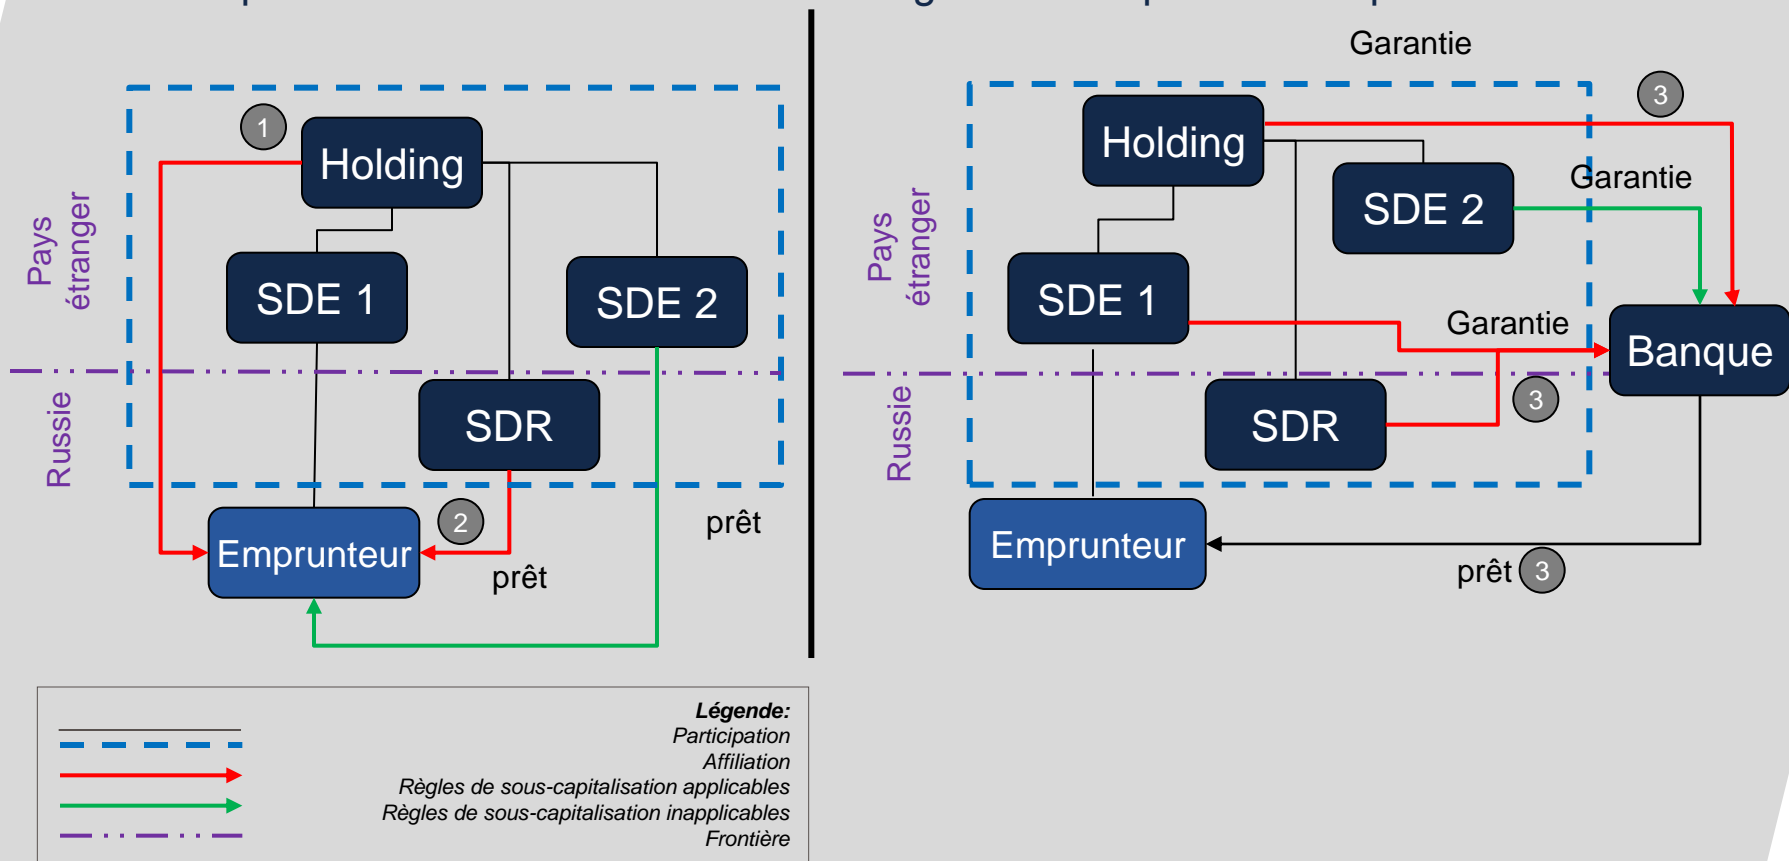 Garantie
1
Holding
Pays
étranger
SDE 1
SDE 2
Russie
SDR
2
Emprunteur
prêt
prêt
3
Holding
SDE 2
Garantie
Pays
étranger
SDE 1
Garantie
Banque
Russie
SDR
3
Emprunteur
prêt 3
Légende:
Participation
Affiliation
Règles de sous-capitalisation applicables
Règles de sous-capitalisation inapplicables
Frontière